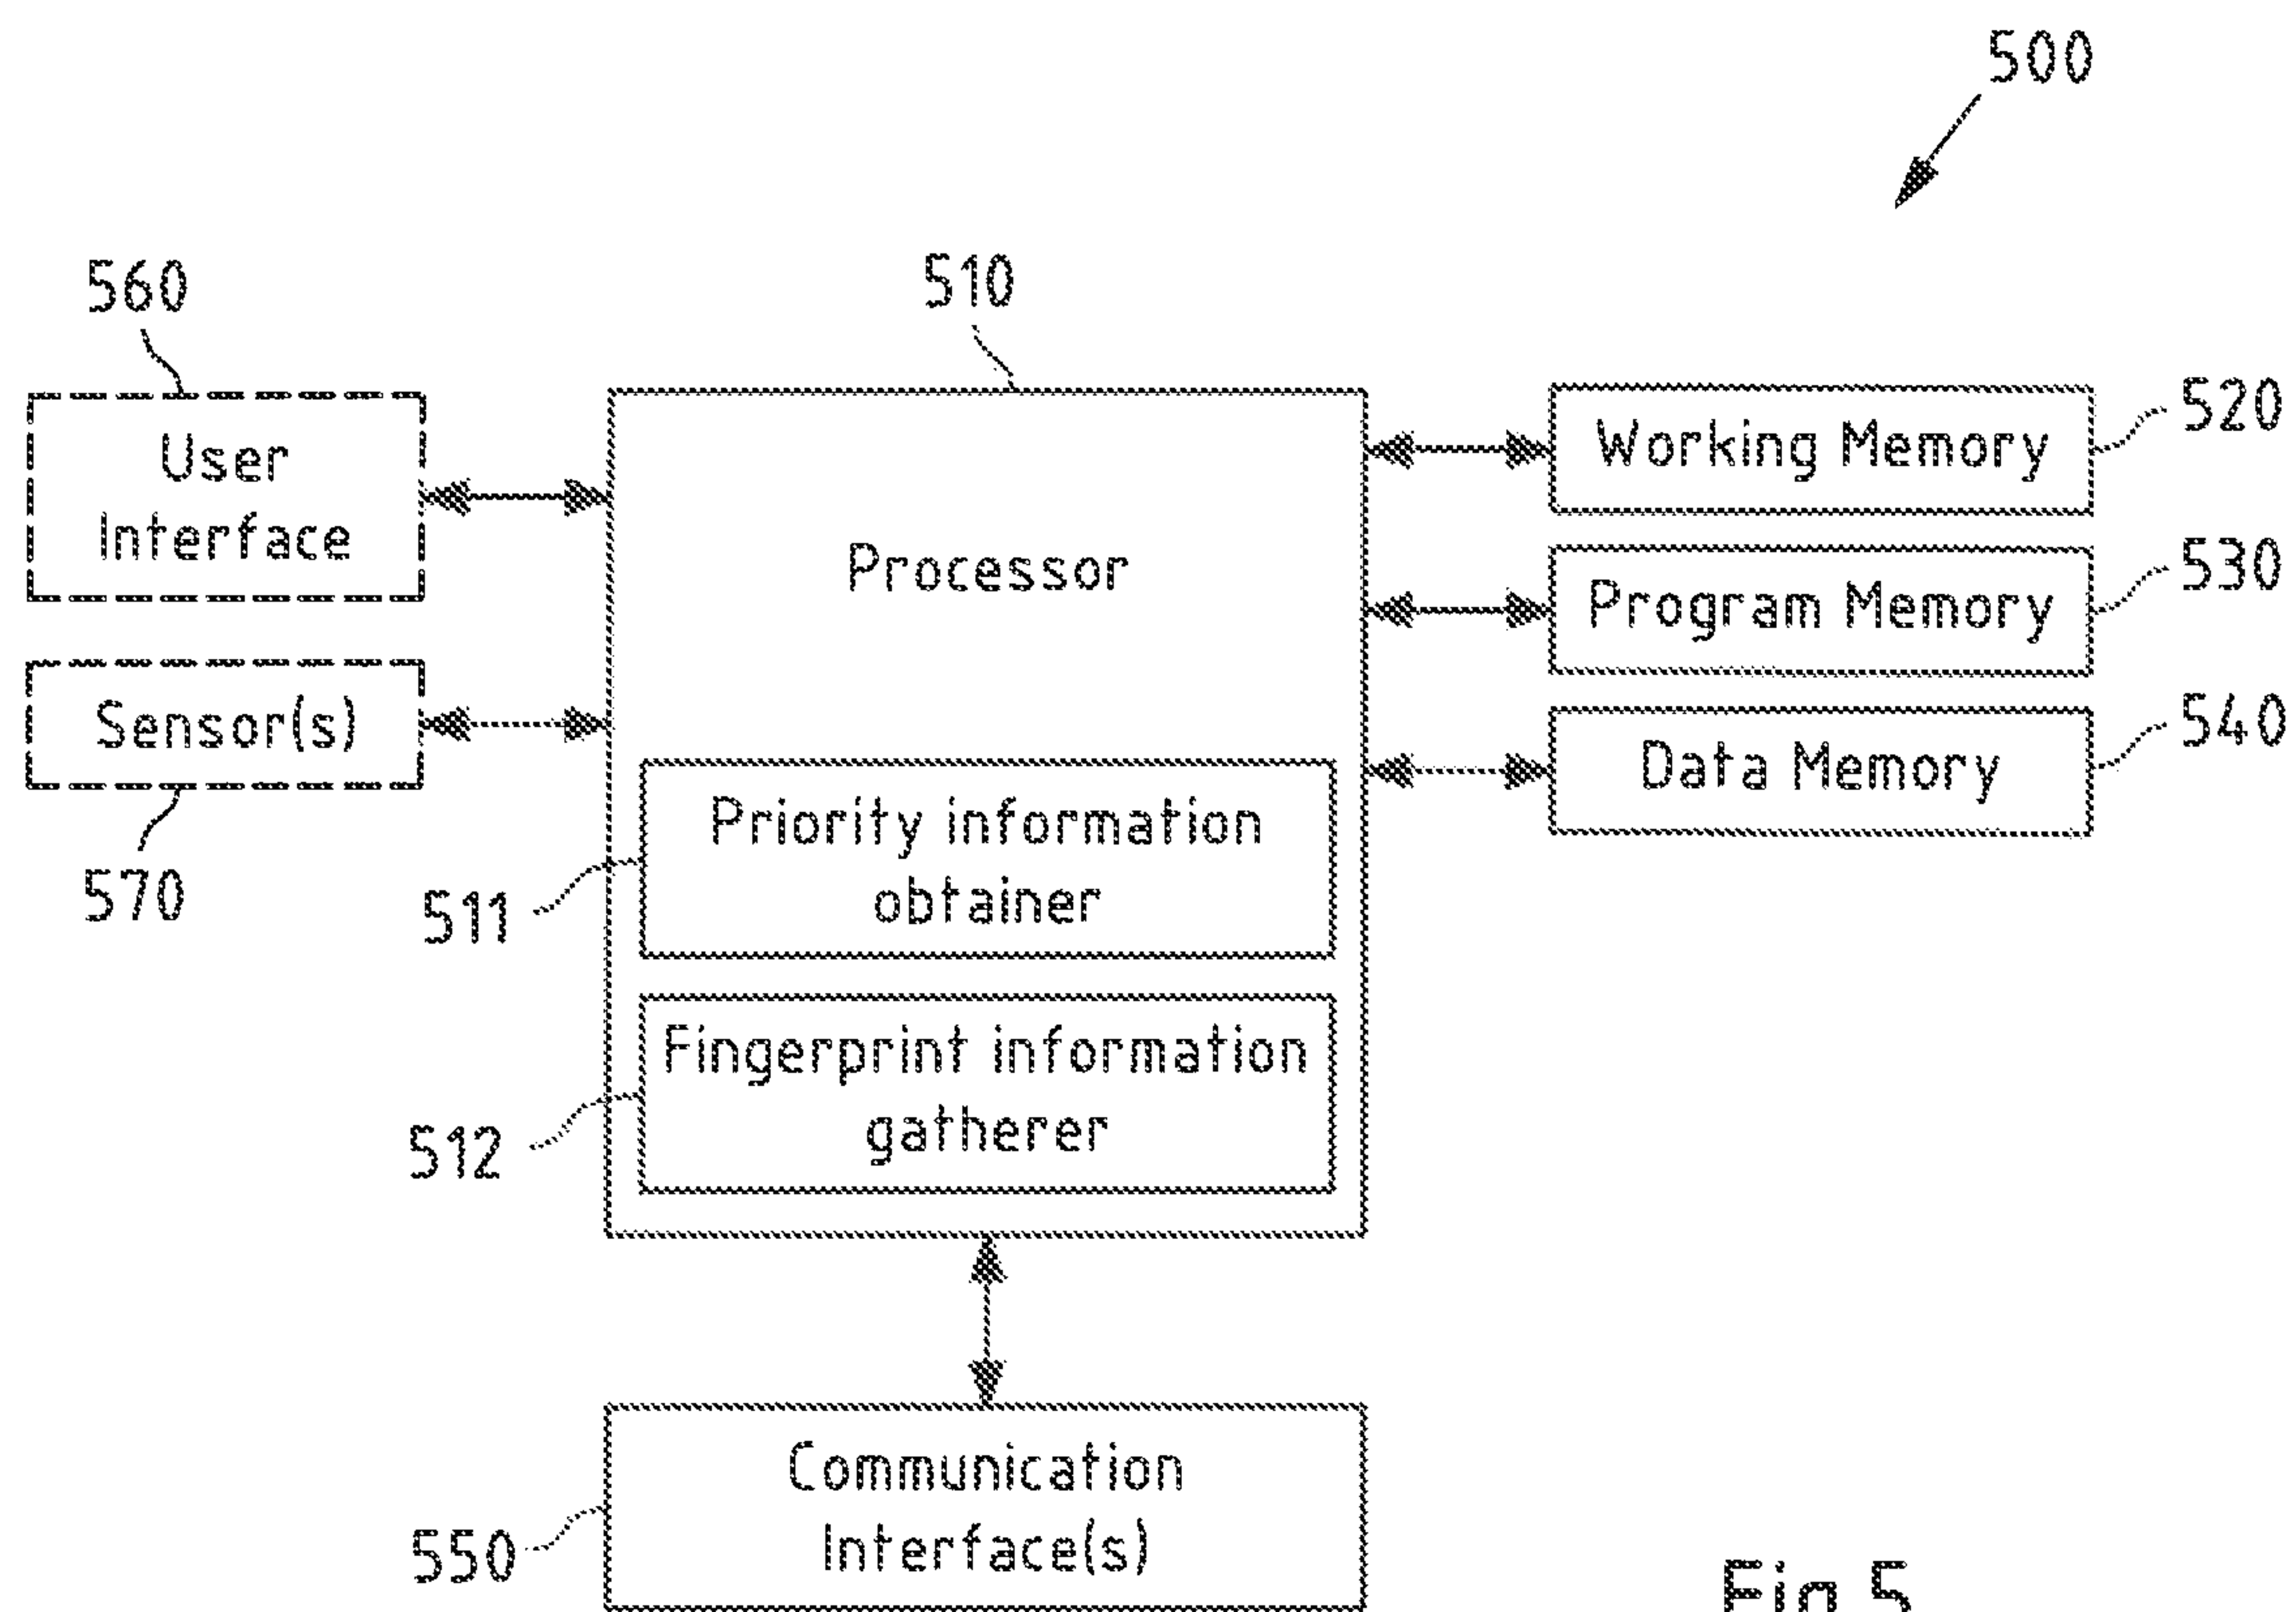 500
560
510
User
Interface
Processor
Working Memory
520
Program Memory
530
Sensor(s)
570
Data Memory
540
Priority information
obtainer
511
Fingerprint information
gatherer
512
Communication
Interface(s)
550
Fig.5